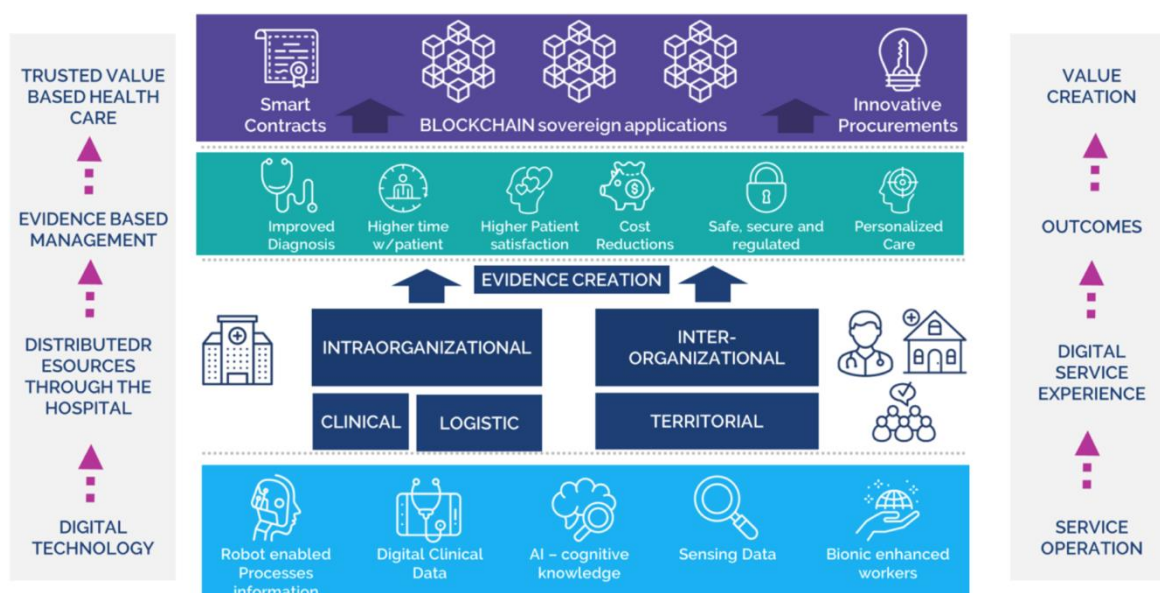 TRUSTED VALUE
BASED HEALTH
CARE
EVIDENCE BASED
MANAGEMENT
DISTRIBUTEDR
ESOURCES
THROUGH THE
HOSPITAL
DIGITAL
TECHNOLOGY
Smart
Contracts
BLOCKCHAIN sovereign applications
Innovative
Procurements
Improved
Diagnosis
Higher time
w/patient
Higher Patient
satisfaction
Cost
Reductions
Safe, secure and
regulated
Personalized
Care
EVIDENCE CREATION
INTRAORGANIZATIONAL
INTER-
ORGANIZATIONAL
CLINICAL
LOGISTIC
TERRITORIAL
Robot enabled
Processes
information
Digital Clinical
Data
AI – cognitive
knowledge
Sensing Data
Bionic enhanced
workers
VALUE
CREATION
OUTCOMES
DIGITAL
SERVICE
EXPERIENCE
SERVICE
OPERATION